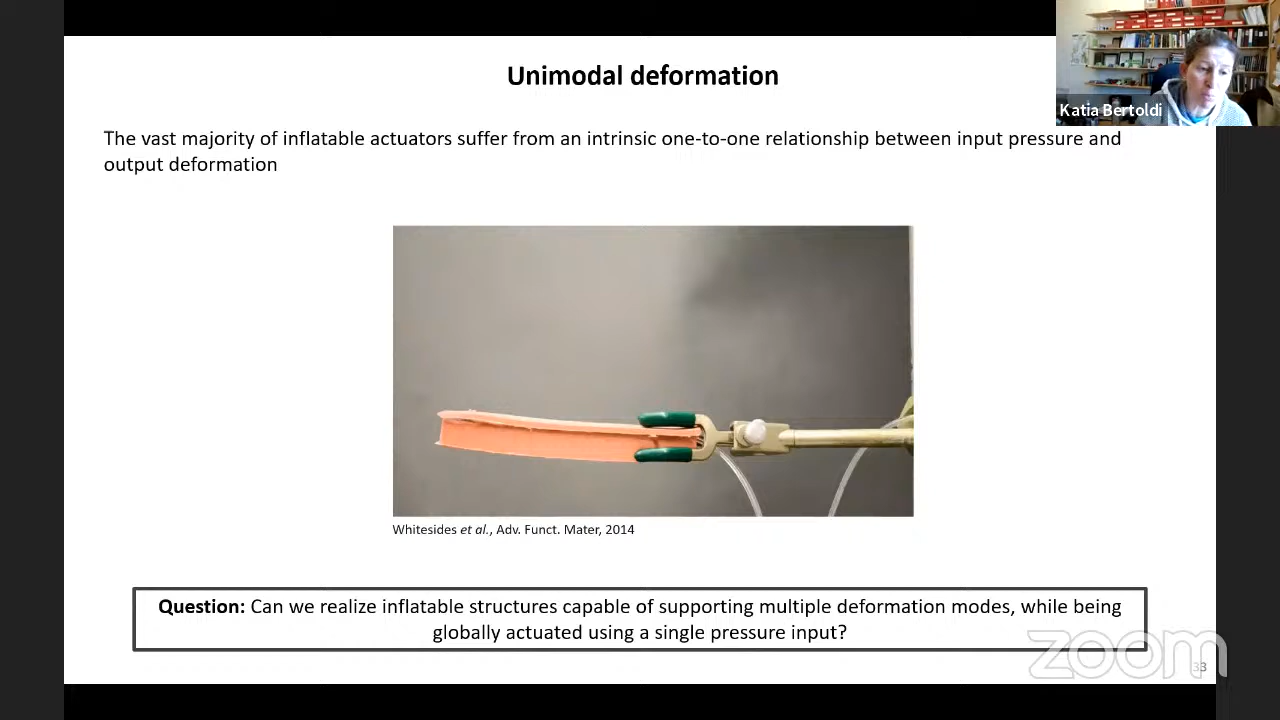 Unimodal deformation
Katia Bertoldi
The vast majority of inflatable actuators suffer from an intrinsic one-to-one relationship between input pressure and
output deformation
Whitesides et al., Adv. Funct. Mater, 2014
Question: Can we realize inflatable structures capable of supporting multiple deformation modes, while being
globally actuated using a single pressure input?
zoom
33